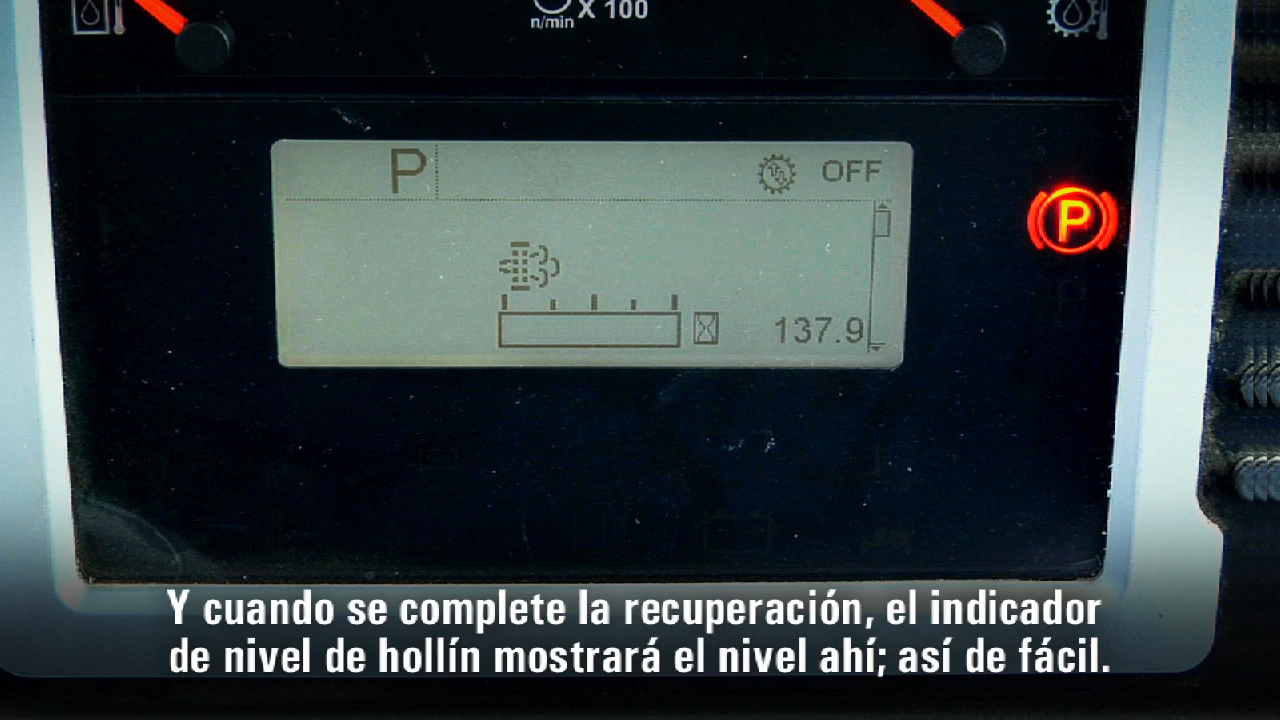 n/min X 100
P OFF
P
137.9
Y cuando se complete la recuperación, el indicador
de nivel de hollín mostrará el nivel ahí; así de fácil.